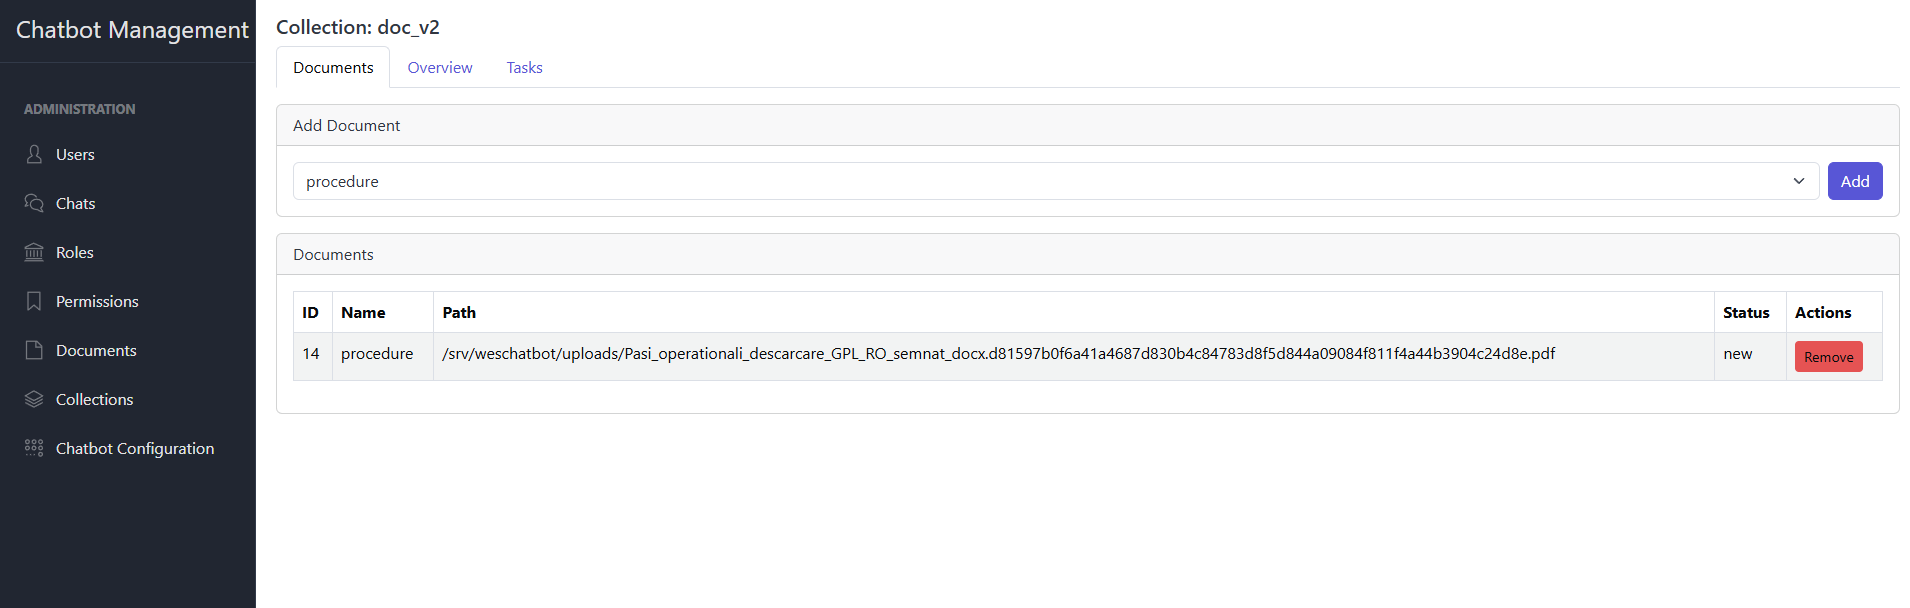 Chatbot Management
ADMINISTRATION
Users
Chats
Roles
Permissions
Documents
Collections
Chatbot Configuration
Collection: doc_v2
Documents Overview Tasks
Add Document
procedure Add
Documents
ID Name Path Status Actions
14 procedure /srv/weschatbot/uploads/Pasi_operationali_descarcare_GPL_RO_semnat_docx.d81597b0f6a41a4687d830b4c84783d8f5d844a09084f811f4a44b3904c24d8e.pdf new Remove